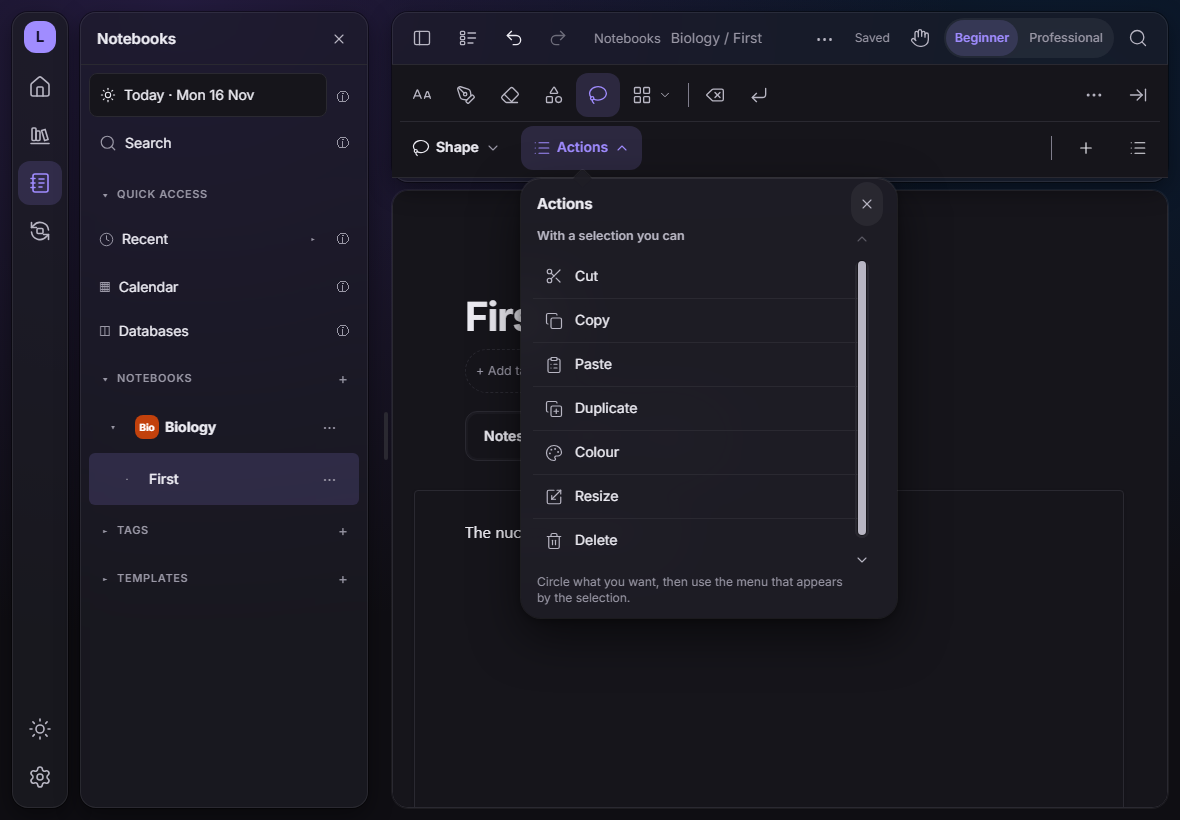 L
Notebooks
Today · Mon 16 Nov
Search
QUICK ACCESS
Recent
Calendar
Databases
NOTEBOOKS
Bio Biology
First
TAGS
TEMPLATES
Notebooks Biology / First
Saved
Beginner Professional
AA
Shape
Actions
Actions
With a selection you can
Cut
Copy
Paste
Duplicate
Colour
Resize
Delete
Circle what you want, then use the menu that appears
by the selection.
+ Add
Notes
The